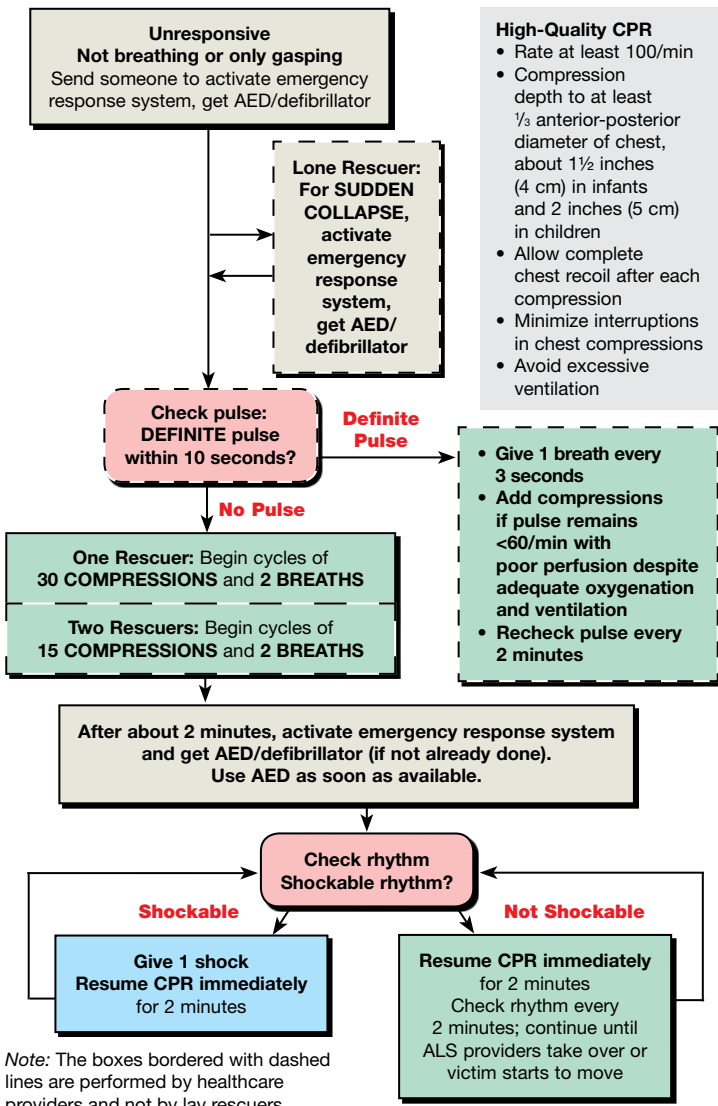 Unresponsive
Not breathing or only gasping
Send someone to activate emergency
response system, get AED/defibrillator
High-Quality CPR
• Rate at least 100/min
• Compression
depth to at least
⅓ anterior-posterior
diameter of chest,
about 1½ inches
(4 cm) in infants
and 2 inches (5 cm)
in children
• Allow complete
chest recoil after each
compression
• Minimize interruptions
in chest compressions
• Avoid excessive
ventilation
Lone Rescuer:
For SUDDEN
COLLAPSE,
activate
emergency
response
system,
get AED/
defibrillator
Check pulse:
DEFINITE pulse
within 10 seconds?
Definite
Pulse
• Give 1 breath every
3 seconds
• Add compressions
if pulse remains
<60/min with
poor perfusion despite
adequate oxygenation
and ventilation
• Recheck pulse every
2 minutes
No Pulse
One Rescuer: Begin cycles of
30 COMPRESSIONS and 2 BREATHS
Two Rescuers: Begin cycles of
15 COMPRESSIONS and 2 BREATHS
After about 2 minutes, activate emergency response system
and get AED/defibrillator (if not already done).
Use AED as soon as available.
Check rhythm
Shockable rhythm?
Shockable
Not Shockable
Give 1 shock
Resume CPR immediately
for 2 minutes
Resume CPR immediately
for 2 minutes
Check rhythm every
2 minutes; continue until
ALS providers take over or
victim starts to move
Note: The boxes bordered with dashed
lines are performed by healthcare
providers and not by lay rescuers